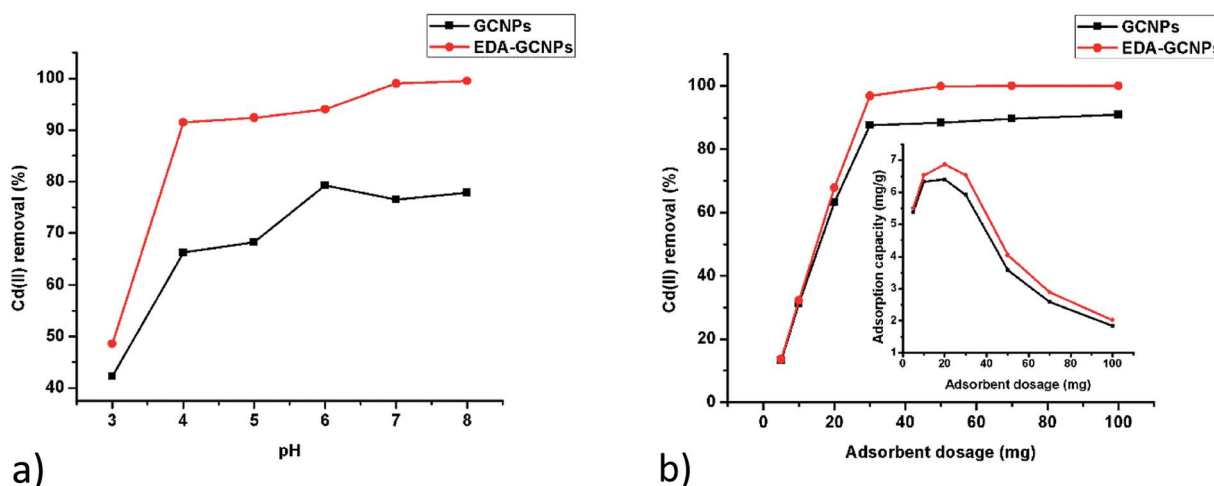 GCNPs
EDA-GCNPs
100
90
80
70
60
50
40
Cd(II) removal (%)
3 4 5 6 7 8
pH
a)
GCNPs
EDA-GCNPs
100
80
60
40
20
0
Cd(II) removal (%)
0 20 40 60 80 100
Adsorbent dosage (mg)
7
6
5
4
3
2
1
Adsorption capacity (mg/g)
0 20 40 60 80 100
Adsorbent dosage (mg)
b)